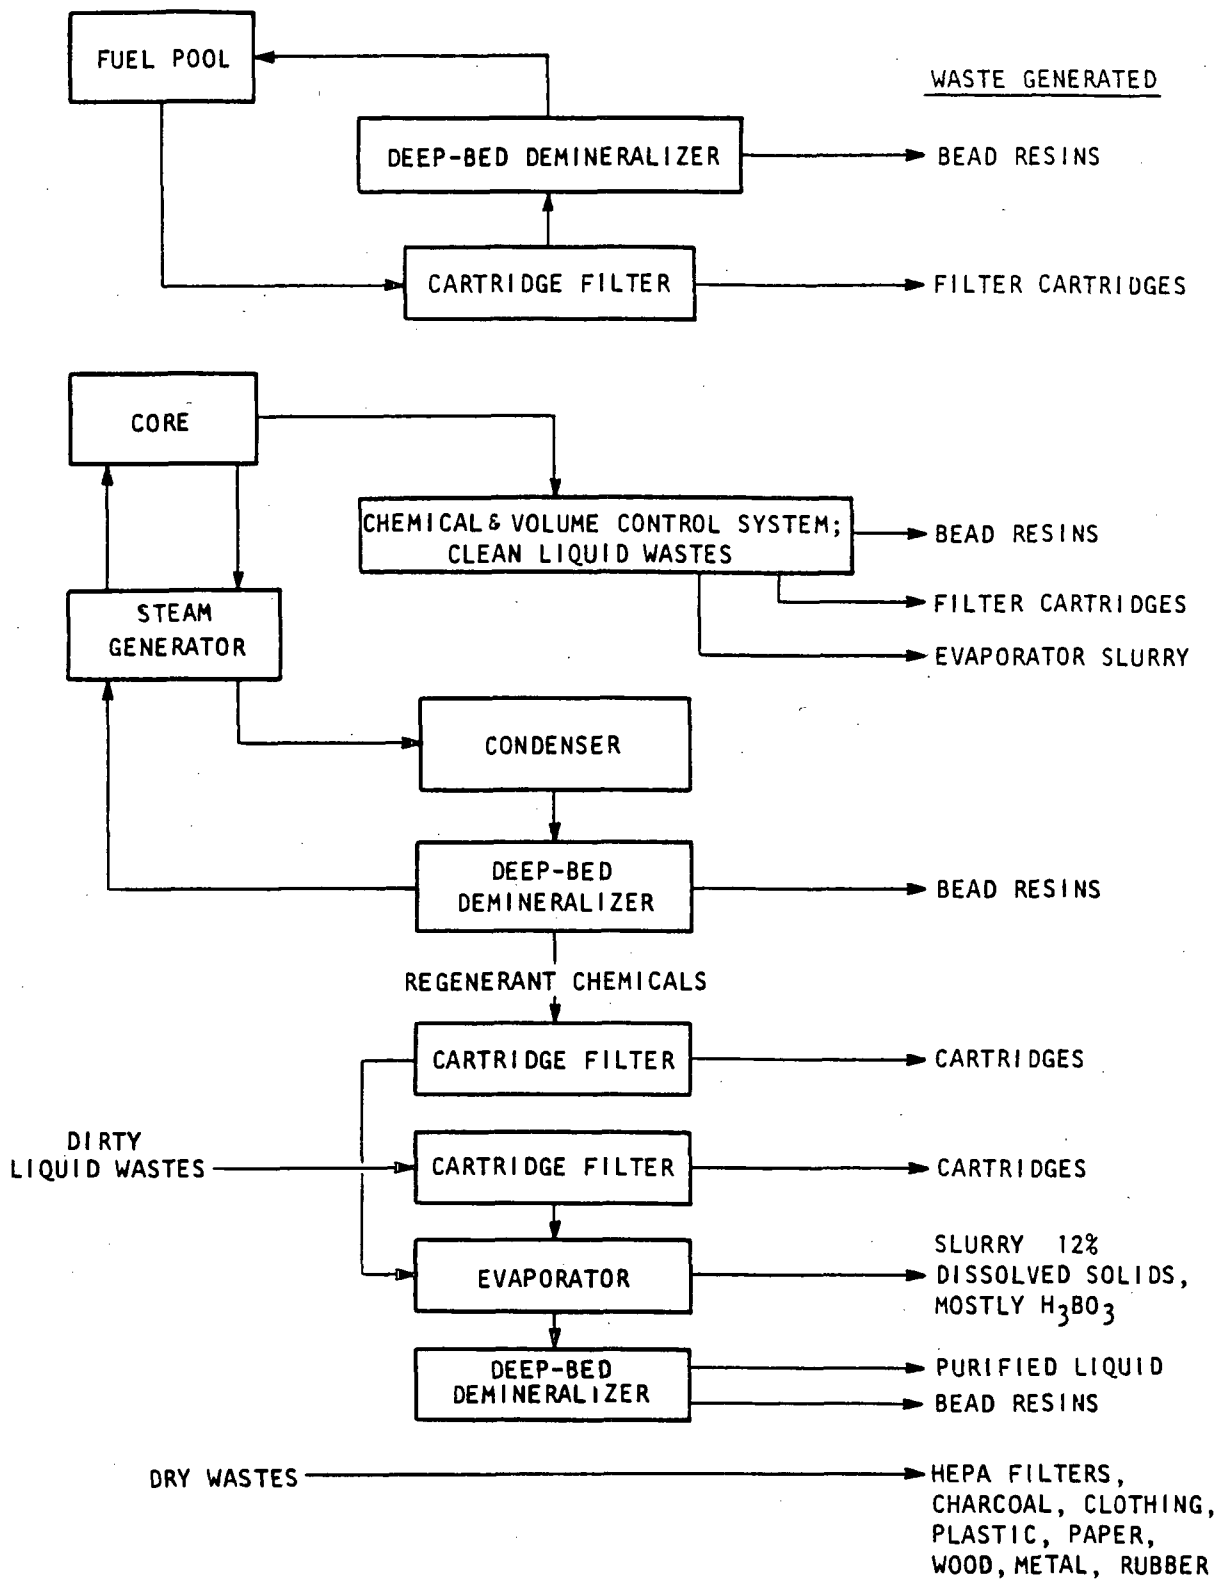 FUEL POOL
WASTE GENERATED
DEEP-BED DEMINERALIZER
BEAD RESINS
CARTRIDGE FILTER
FILTER CARTRIDGES
CORE
CHEMICAL & VOLUME CONTROL SYSTEM;
CLEAN LIQUID WASTES
BEAD RESINS
FILTER CARTRIDGES
EVAPORATOR SLURRY
STEAM
GENERATOR
CONDENSER
DEEP-BED
DEMINERALIZER
BEAD RESINS
REGENERANT CHEMICALS
CARTRIDGE FILTER
CARTRIDGES
DIRTY
LIQUID WASTES
CARTRIDGE FILTER
CARTRIDGES
EVAPORATOR
SLURRY 12%
DISSOLVED SOLIDS,
MOSTLY H₃BO₃
DEEP-BED
DEMINERALIZER
PURIFIED LIQUID
BEAD RESINS
DRY WASTES
HEPA FILTERS,
CHARCOAL, CLOTHING,
PLASTIC, PAPER,
WOOD, METAL, RUBBER